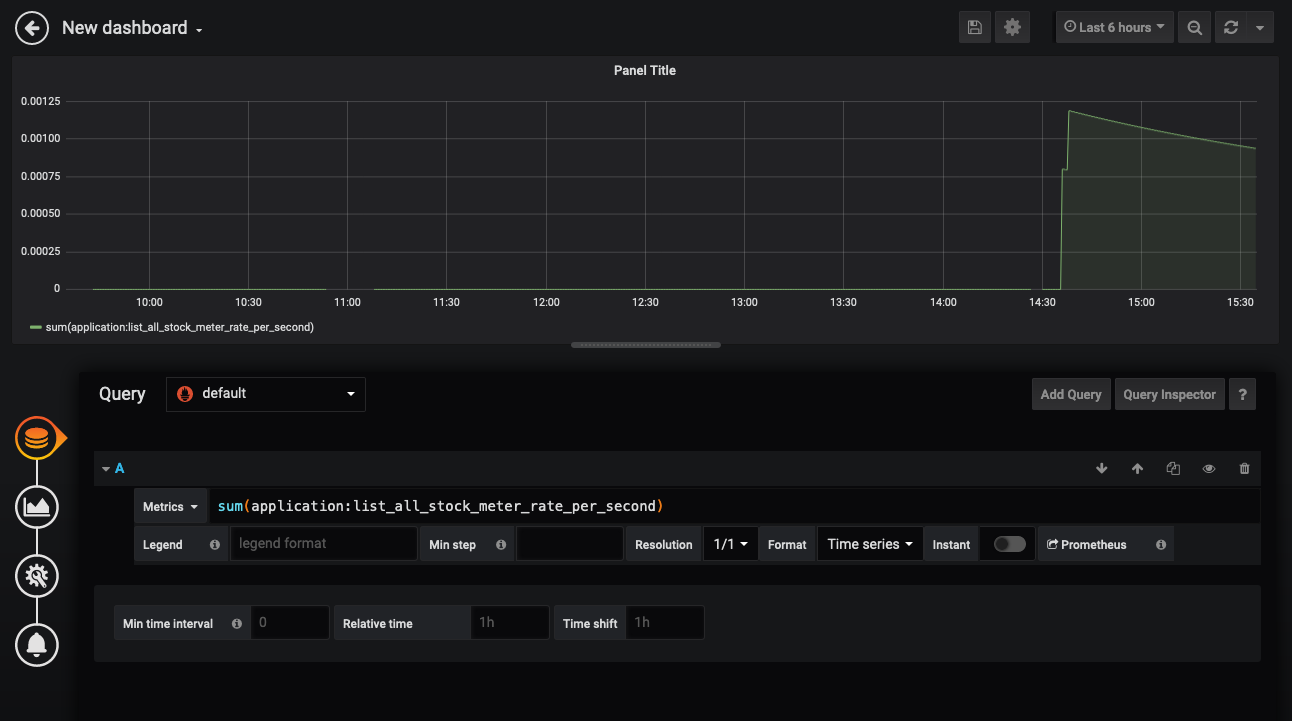 New dashboard
Last 6 hours
Panel Title
0.00125
0.00100
0.00075
0.00050
0.00025
0
10:00 10:30 11:00 11:30 12:00 12:30 13:00 13:30 14:00 14:30 15:00 15:30
sum(application:list_all_stock_meter_rate_per_second)
Query default Add Query Query Inspector ?
A
Metrics sum(application:list_all_stock_meter_rate_per_second)
Legend legend format Min step Resolution 1/1 Format Time series Instant Prometheus
Min time interval 0 Relative time 1h Time shift 1h